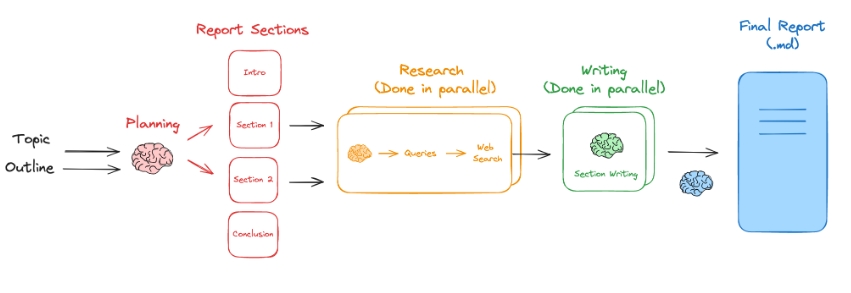 Topic
Outline
Planning
Report Sections
Intro
Section 1
Section 2
Conclusion
Research
(Done in parallel)
Queries
Web
Search
Writing
(Done in parallel)
Section Writing
Final Report
(.md)